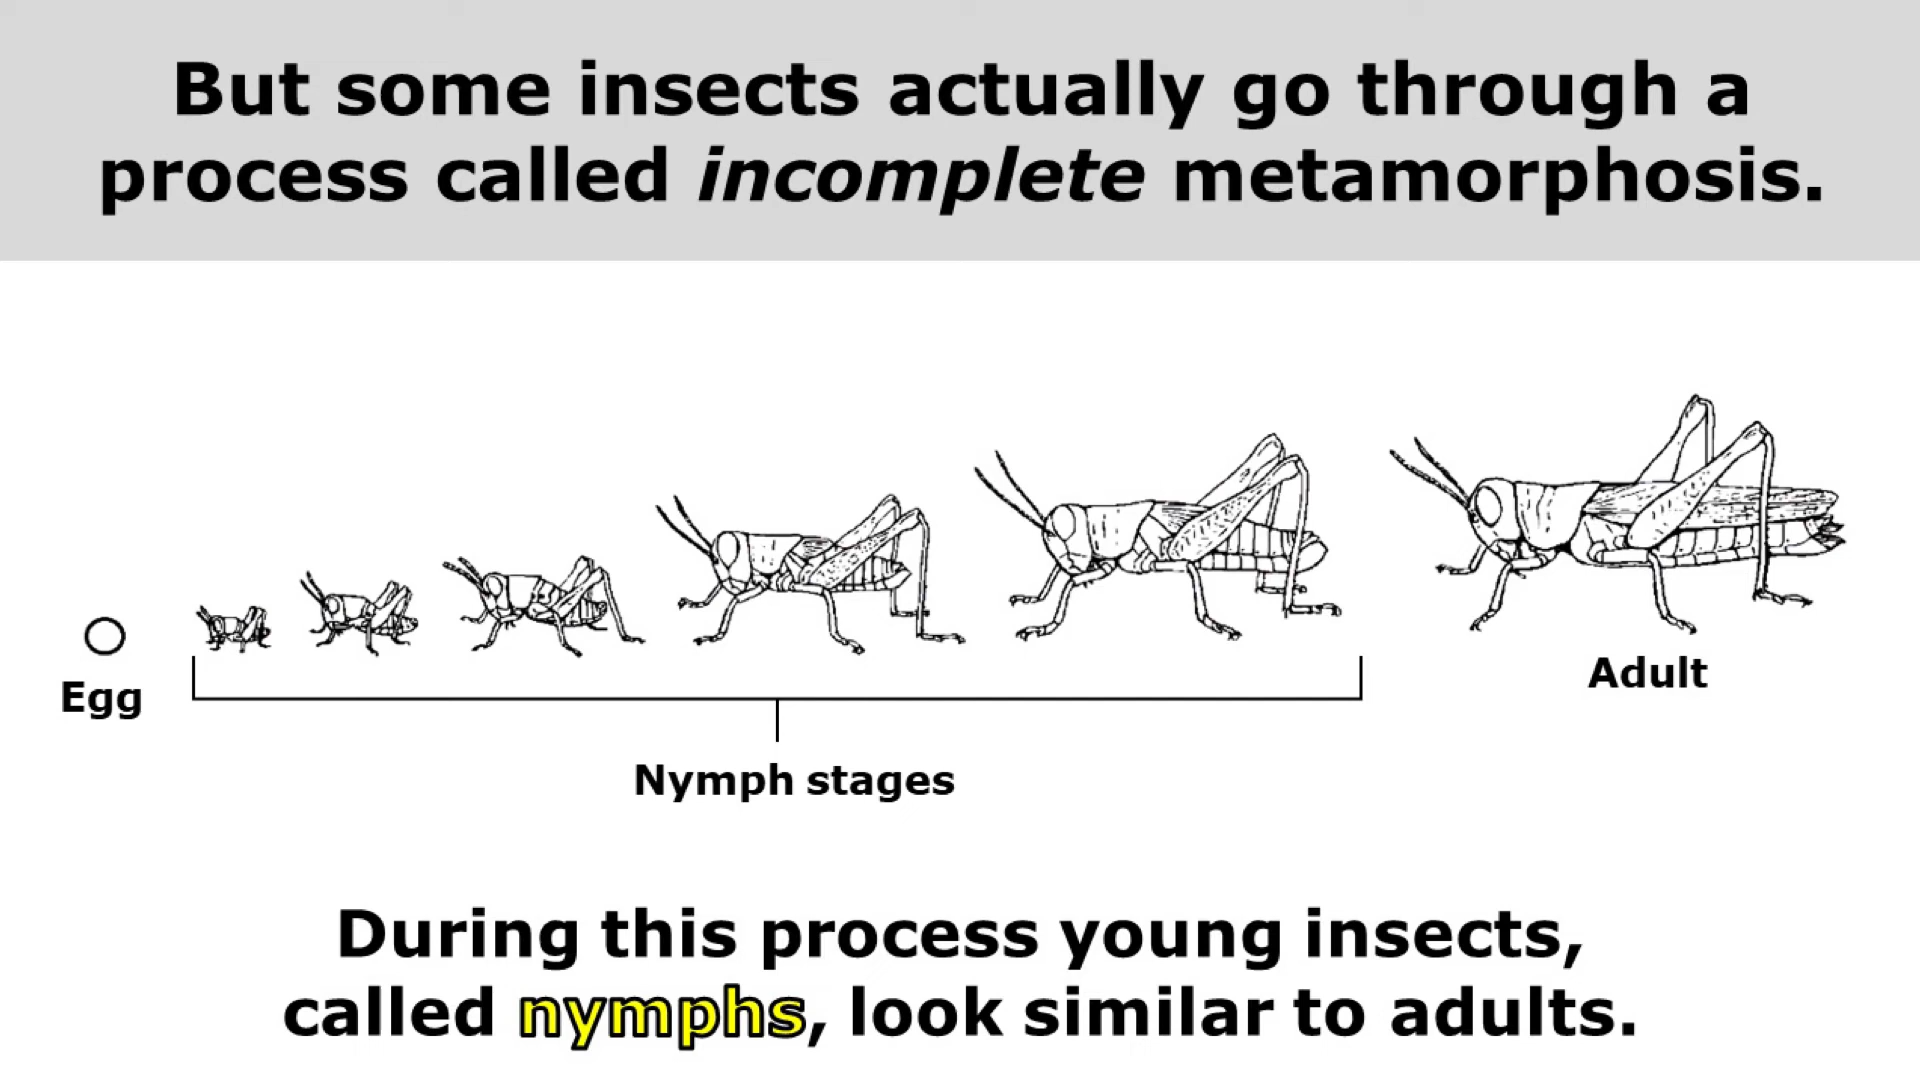 But some insects actually go through a
process called incomplete metamorphosis.
Egg
Adult
Nymph stages
During this process young insects,
called nymphs, look similar to adults.